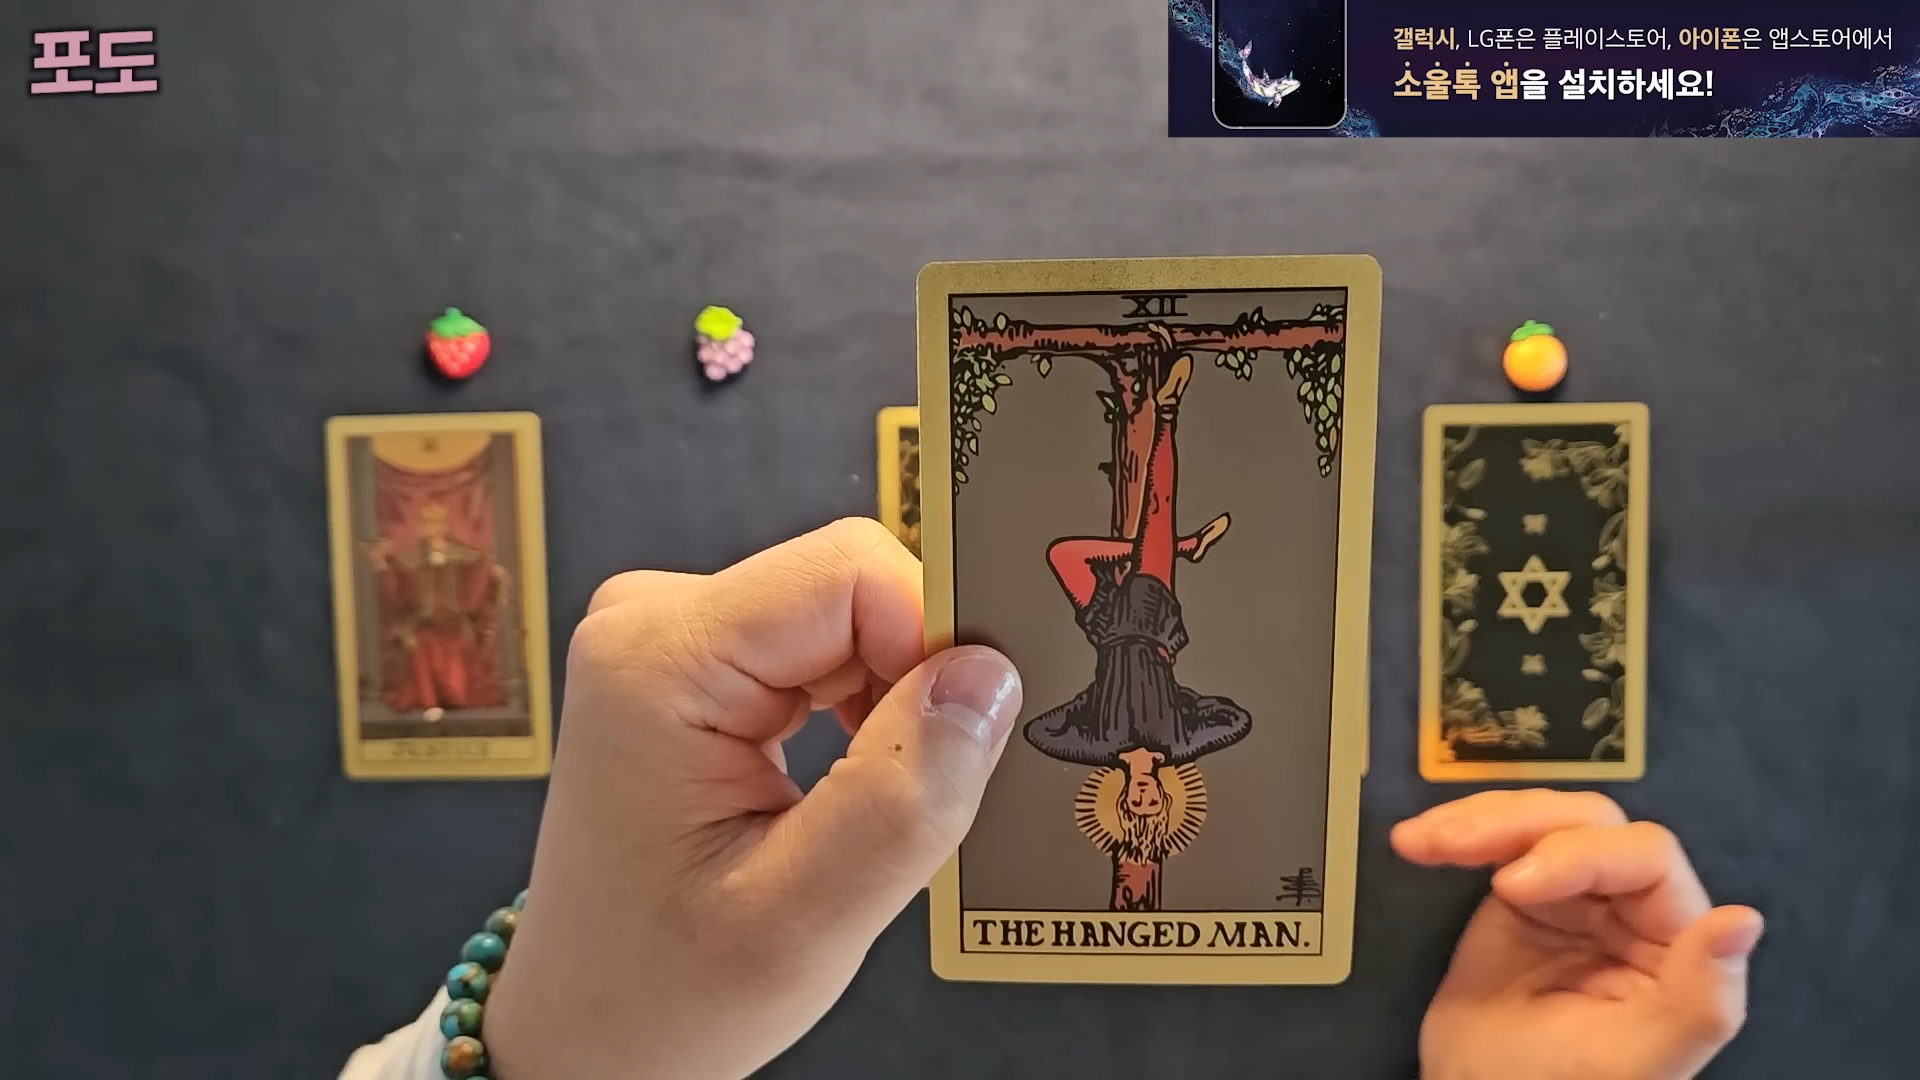 포도
갤럭시, LG폰은 플레이스토어, 아이폰은 앱스토어에서
소울톡 앱을 설치하세요!
XII
THE HANGED MAN.
JUSTICE